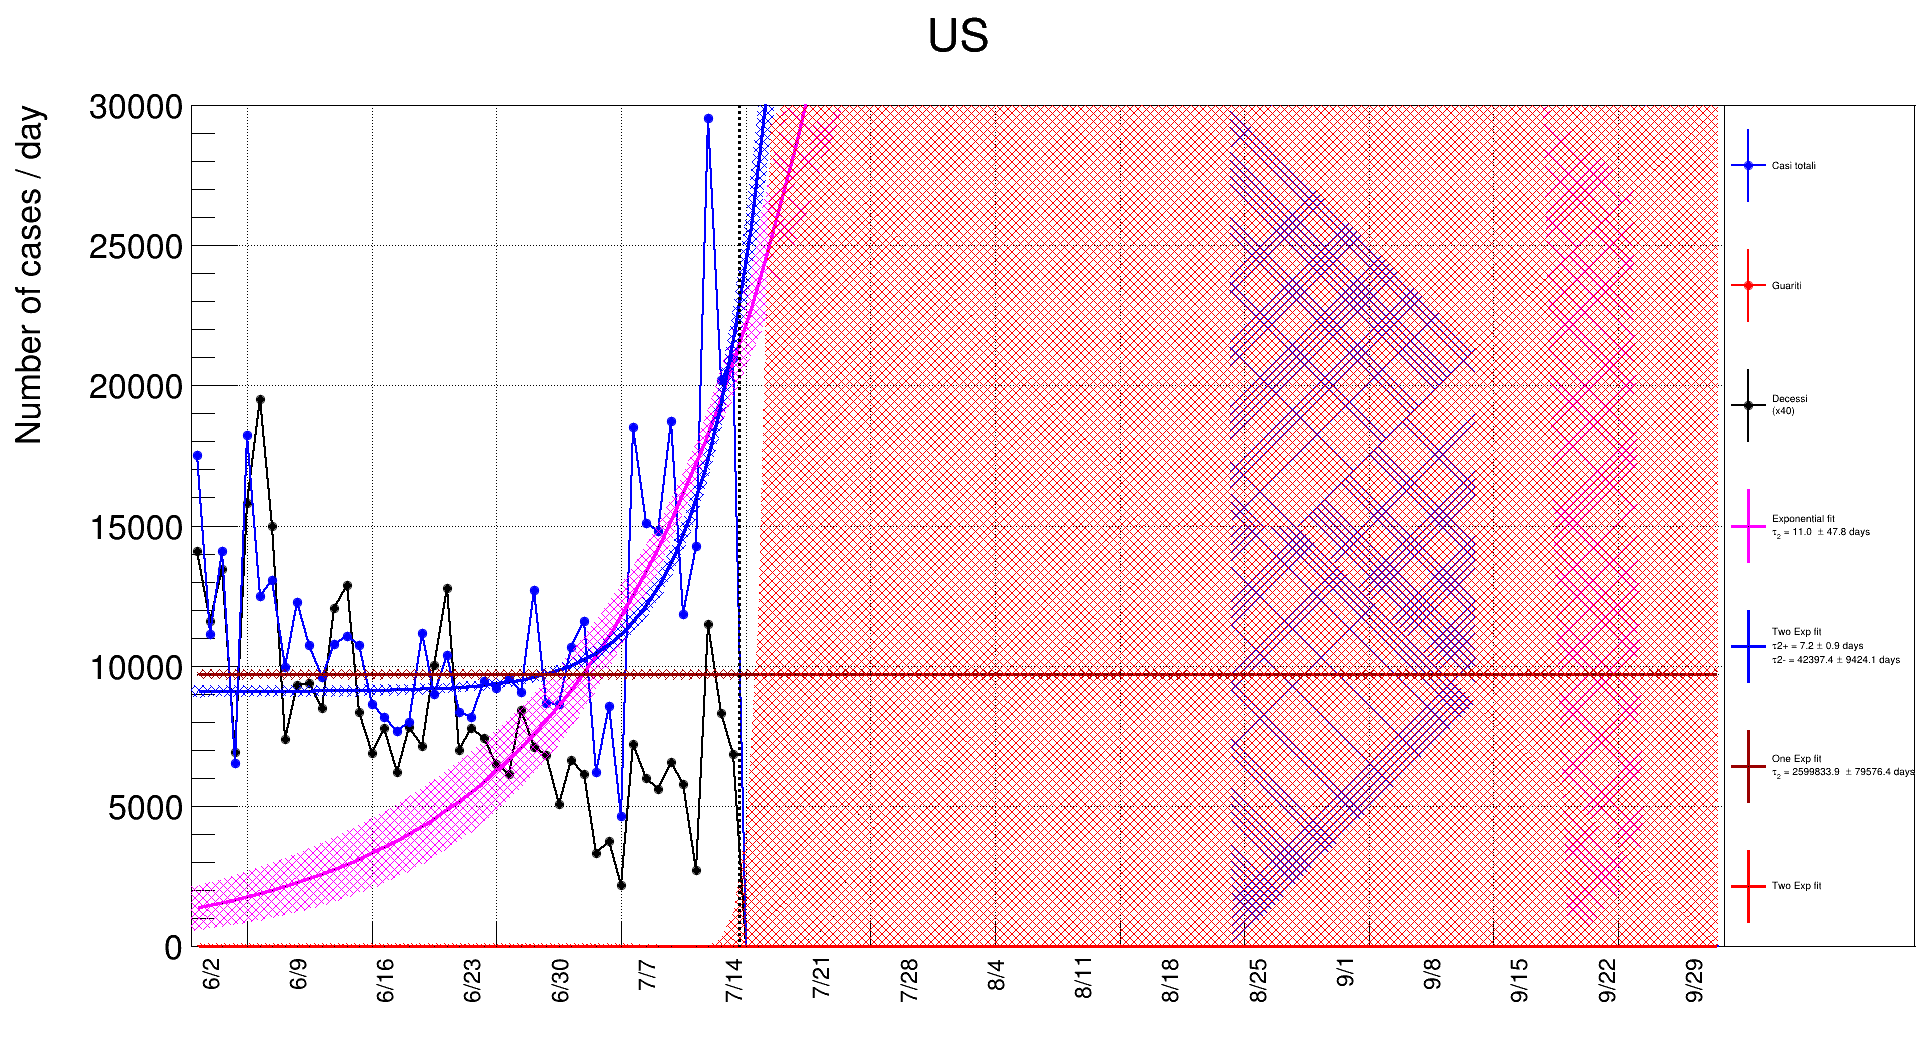 US
Number of cases / day
30000
25000
20000
15000
10000
5000
0
6/2 6/9 6/16 6/23 6/30 7/7 7/14 7/21 7/28 8/4 8/11 8/18 8/25 9/1 9/8 9/15 9/22 9/29
Casi totali
Guariti
Decessi
(x40)
Exponential fit
τ₂ = 11.0 ± 47.8 days
Two Exp fit
τ2+ = 7.2 ± 0.9 days
τ2- = 42397.4 ± 9424.1 days
One Exp fit
τ₂ = 2599833.9 ± 79576.4 days
Two Exp fit